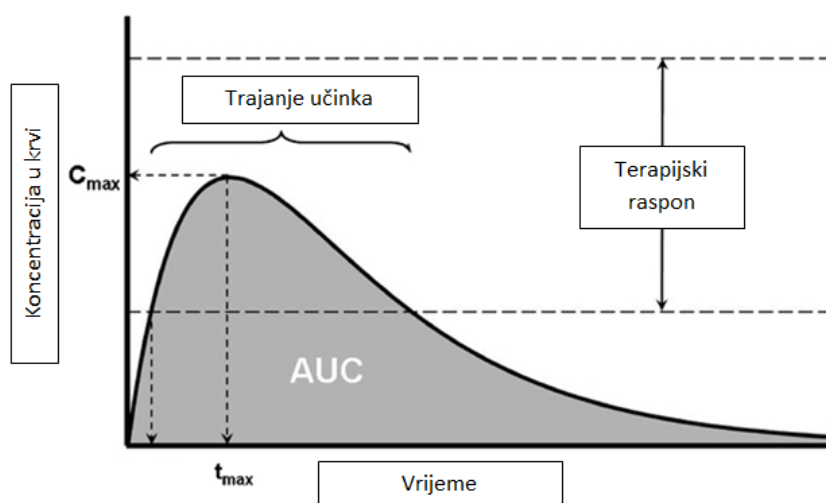 Trajanje učinka
Koncentracija u krvi
Cmax
Terapijski
raspon
AUC
tmax
Vrijeme